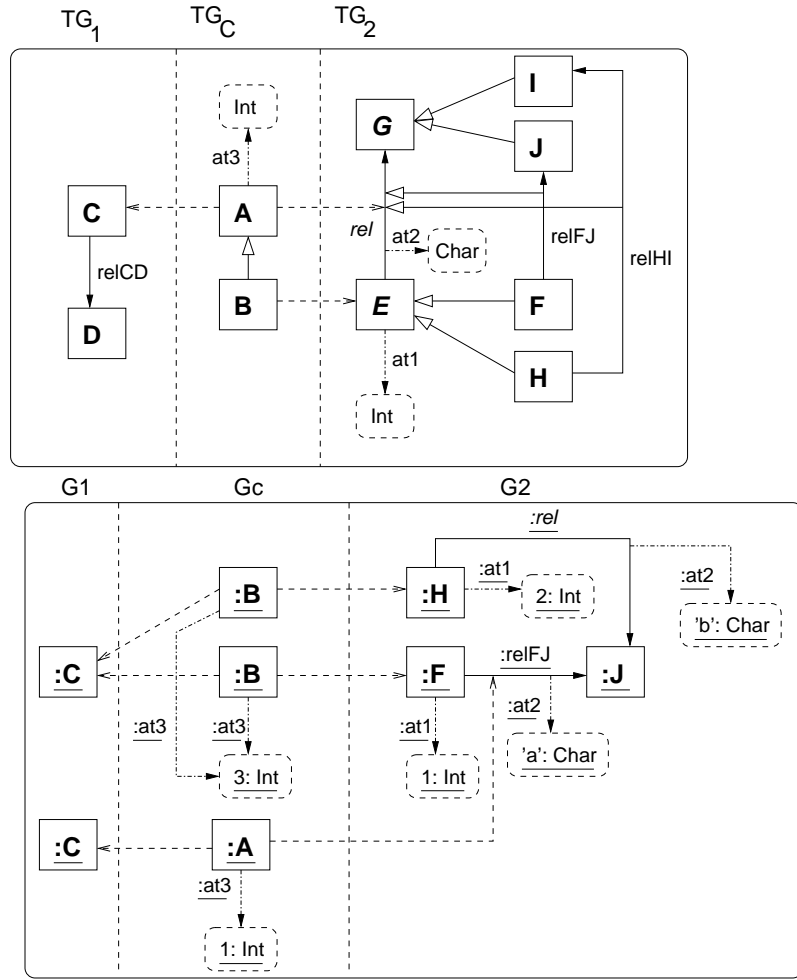 TG1 TGC TG2
Int
I
G
at3
J
C A
rel at2 Char relFJ relHI
relCD
B E F
D
at1
H
Int
G1 Gc G2
:rel
:B :H :at1 :at2
2: Int
'b': Char
:relFJ
:C :B :F :J
:at3 :at3 :at1 :at2
3: Int 1: Int 'a': Char
:C :A
:at3
1: Int